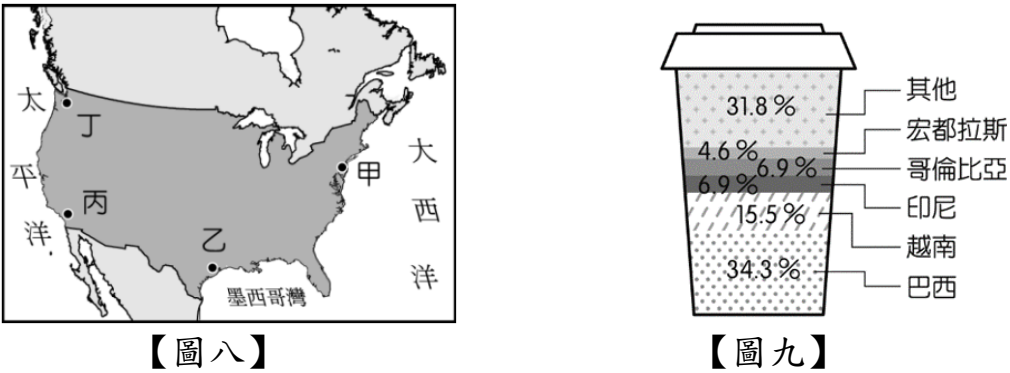 太
平
洋
丁
丙
乙
甲
大
西
洋
墨西哥灣
【圖八】
31.8%
4.6%
6.9%
6.9%
15.5%
34.3%
其他
宏都拉斯
哥倫比亞
印尼
越南
巴西
【圖九】